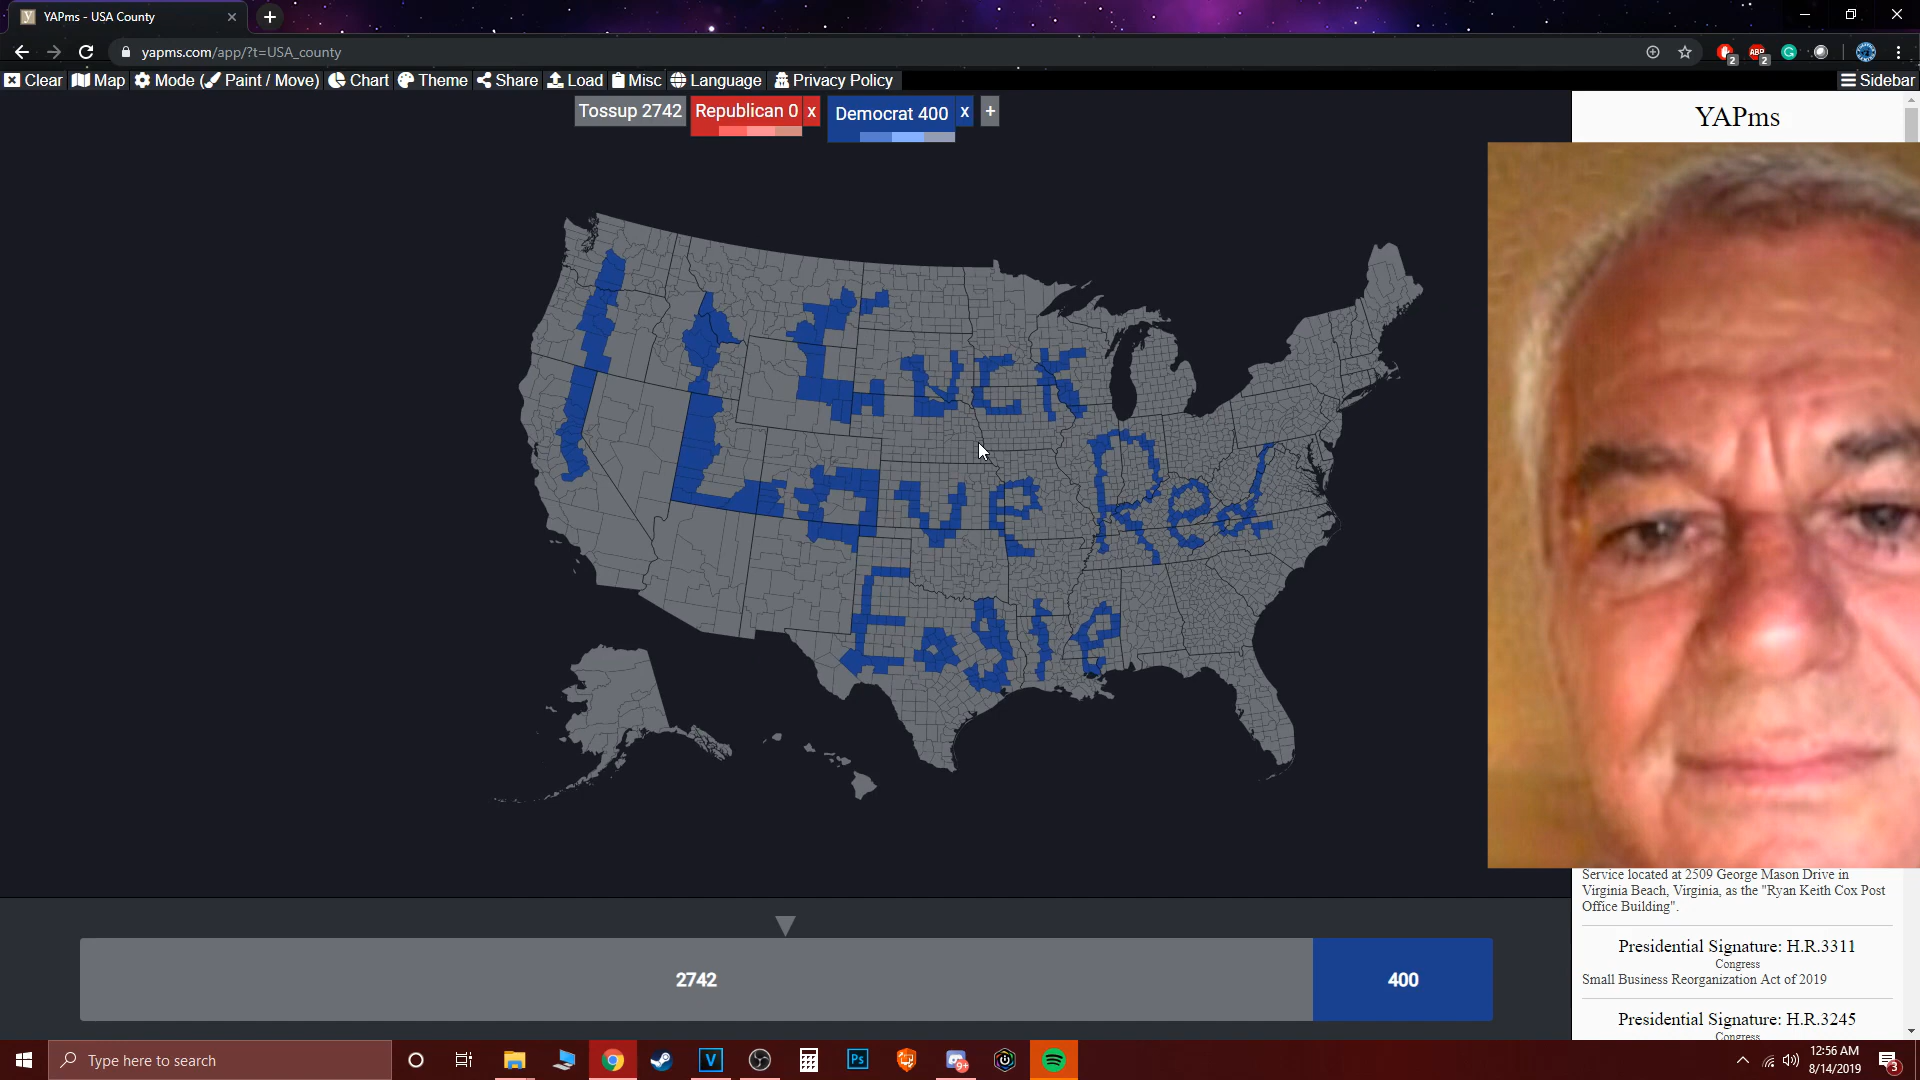 YAPms - USA County
yapms.com/app/?t=USA_county
Clear Map Mode ( Paint / Move) Chart Theme Share Load Misc Language Privacy Policy Sidebar
Tossup 2742 Republican 0 x Democrat 400 x +
YAPms
I
Love Red
Eagle
Service located at 2509 George Mason Drive in
Virginia Beach, Virginia, as the "Ryan Keith Cox Post
Office Building".
Presidential Signature: H.R.3311
Congress
Small Business Reorganization Act of 2019
Presidential Signature: H.R.3245
Congress
2742 400
Type here to search
12:56 AM
8/14/2019